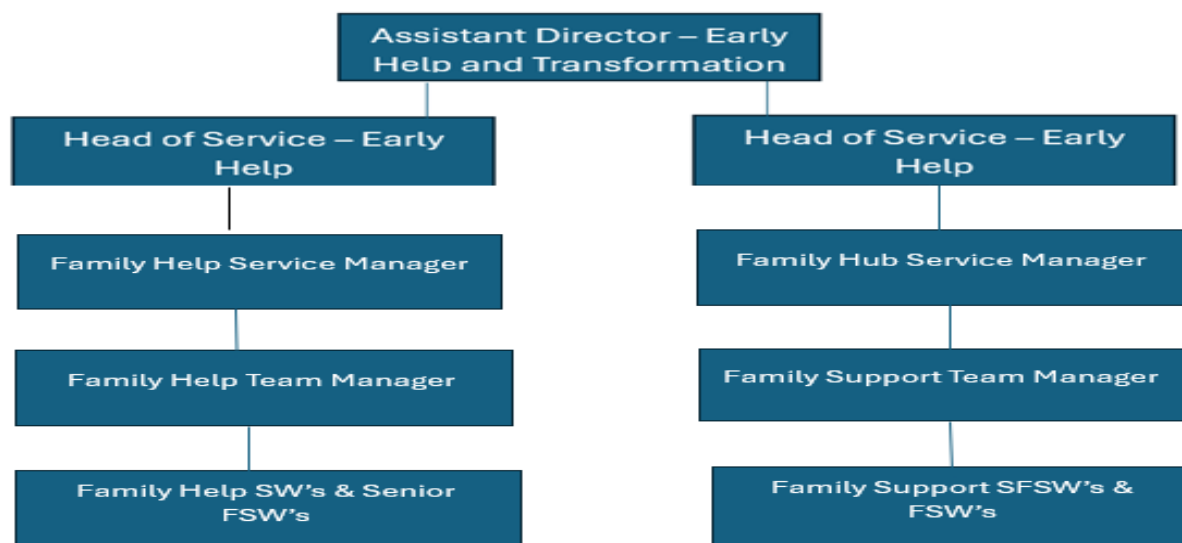 Assistant Director – Early
Help and Transformation
Head of Service – Early
Help
Head of Service – Early
Help
Family Help Service Manager
Family Hub Service Manager
Family Help Team Manager
Family Support Team Manager
Family Help SW's & Senior
FSW's
Family Support SFSW's &
FSW's